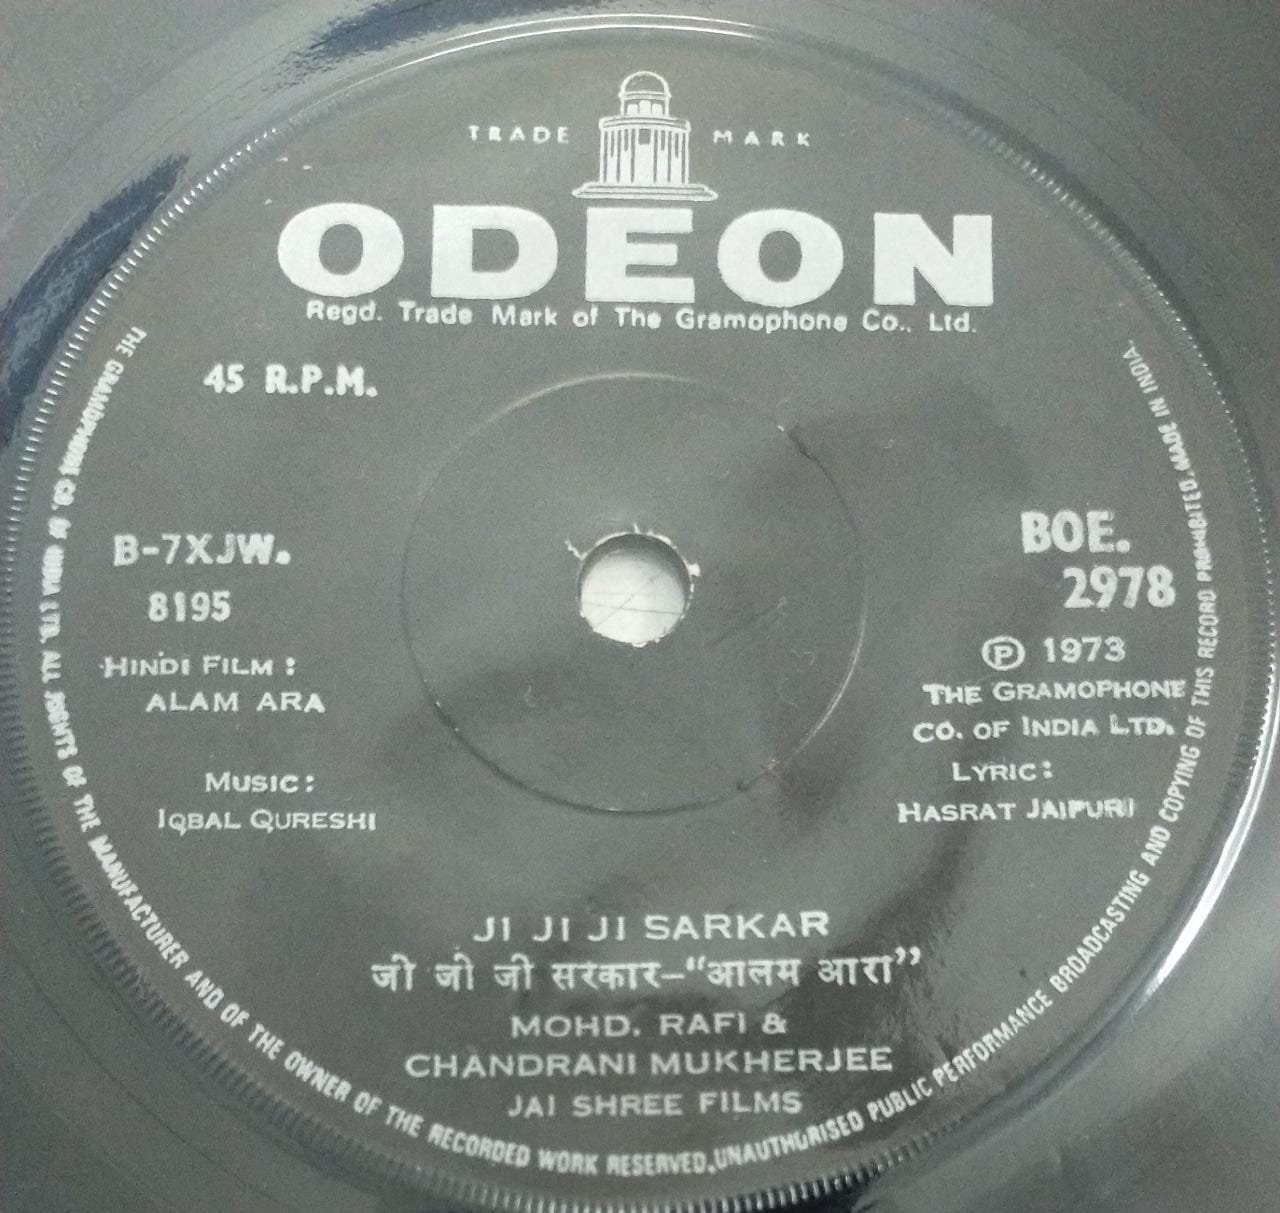 TRADE MARK
ODEON
Regd. Trade Mark of The Gramophone Co., Ltd.
45 R.P.M.
B-7XJW.
8195
HINDI FILM :
ALAM ARA
MUSIC:
IQBAL QURESHI
BOE.
2978
Ⓟ 1973
THE GRAMOPHONE
CO. OF INDIA LTD.
LYRIC:
HASRAT JAIPURI
JI JI JI SARKAR
जी जी जी सरकार–“आलम आरा”
MOHD. RAFI &
CHANDRANI MUKHERJEE
JAI SHREE FILMS
THE GRAMOPHONE CO. OF INDIA LTD. ALL RIGHTS OF THE MANUFACTURER AND OF THE OWNER OF THE RECORDED WORK RESERVED. UNAUTHORISED PUBLIC PERFORMANCE BROADCASTING AND COPYING OF THIS RECORD PROHIBITED. MADE IN INDIA.